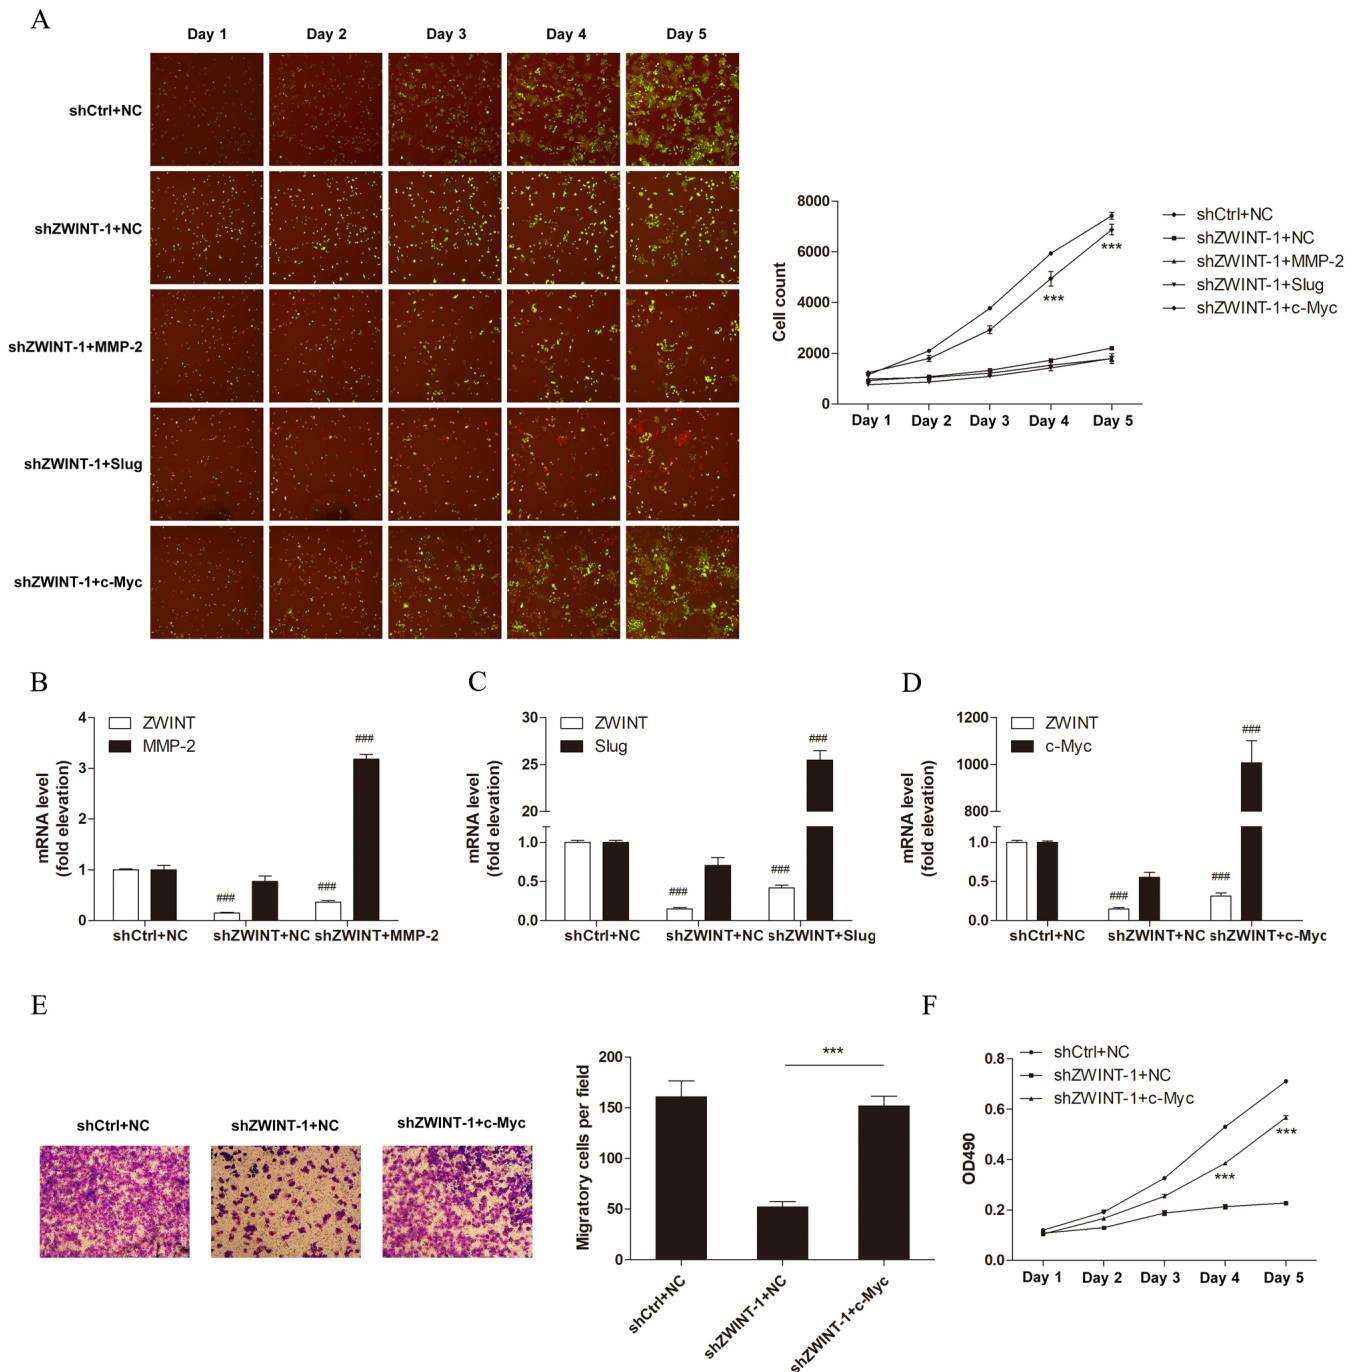 A
Day 1 Day 2 Day 3 Day 4 Day 5
shCtrl+NC
shZWINT-1+NC
shZWINT-1+MMP-2
shZWINT-1+Slug
shZWINT-1+c-Myc
Cell count
8000
6000
4000
2000
0
Day 1 Day 2 Day 3 Day 4 Day 5
***
***
shCtrl+NC
shZWINT-1+NC
shZWINT-1+MMP-2
shZWINT-1+Slug
shZWINT-1+c-Myc
B
mRNA level
(fold elevation)
4
3
2
1
0
ZWINT
MMP-2
###
###
###
shCtrl+NC shZWINT+NC shZWINT+MMP-2
C
mRNA level
(fold elevation)
30
25
20
1.0
0.5
0.0
ZWINT
Slug
###
###
###
shCtrl+NC shZWINT+NC shZWINT+Slug
D
mRNA level
(fold elevation)
1200
1000
800
1.0
0.5
0.0
ZWINT
c-Myc
###
###
###
shCtrl+NC shZWINT+NC shZWINT+c-Myc
E
shCtrl+NC shZWINT-1+NC shZWINT-1+c-Myc
Migratory cells per field
200
150
100
50
0
***
shCtrl+NC
shZWINT-1+NC
shZWINT-1+c-Myc
F
OD490
0.8
0.6
0.4
0.2
0.0
shCtrl+NC
shZWINT-1+NC
shZWINT-1+c-Myc
***
***
Day 1 Day 2 Day 3 Day 4 Day 5